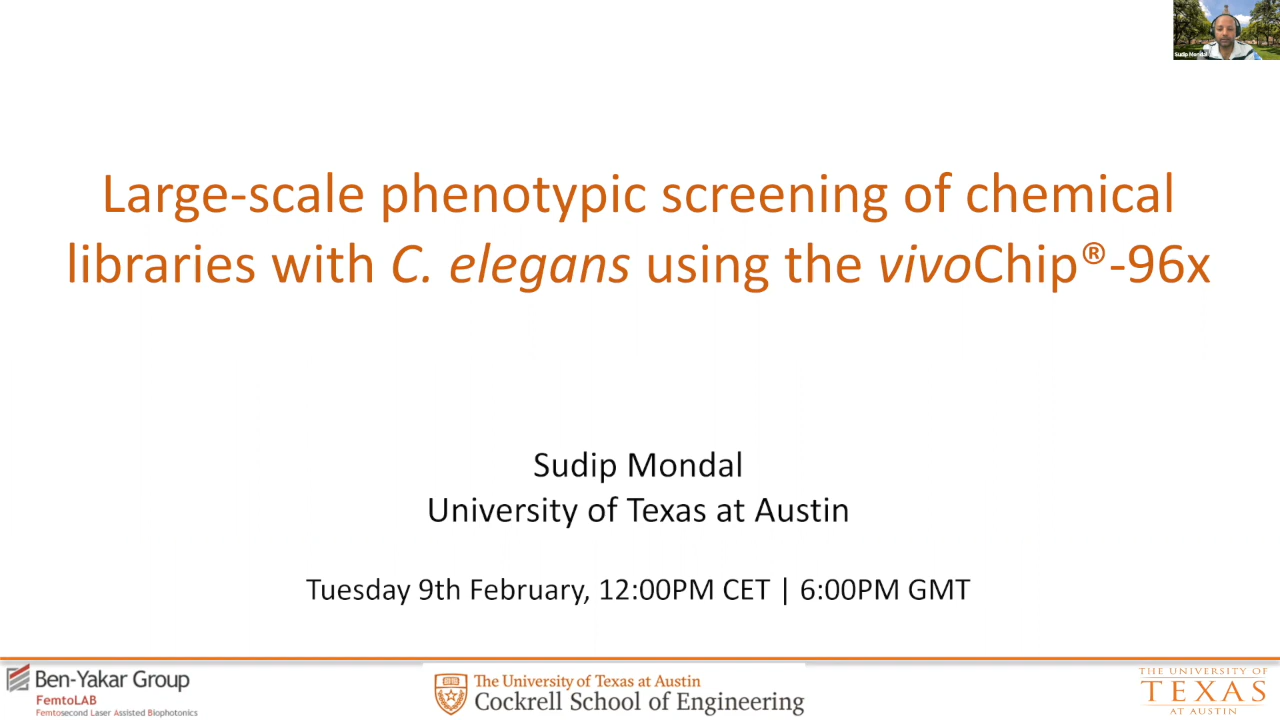 Sudip Mondal
Large-scale phenotypic screening of chemical
libraries with C. elegans using the vivoChip®-96x
Sudip Mondal
University of Texas at Austin
Tuesday 9th February, 12:00PM CET | 6:00PM GMT
Ben-Yakar Group
FemtoLAB
Femtosecond Laser Assisted Biophotonics
The University of Texas at Austin
Cockrell School of Engineering
THE UNIVERSITY OF
TEXAS
AT AUSTIN